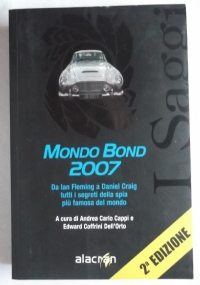 I Saggi
MONDO BOND
2007
Da Ian Fleming a Daniel Craig
tutti i segreti della spia
più famosa del mondo
A cura di Andrea Carlo Cappi e
Edward Coffrini Dell'Orto
2ª EDIZIONE
alacrán